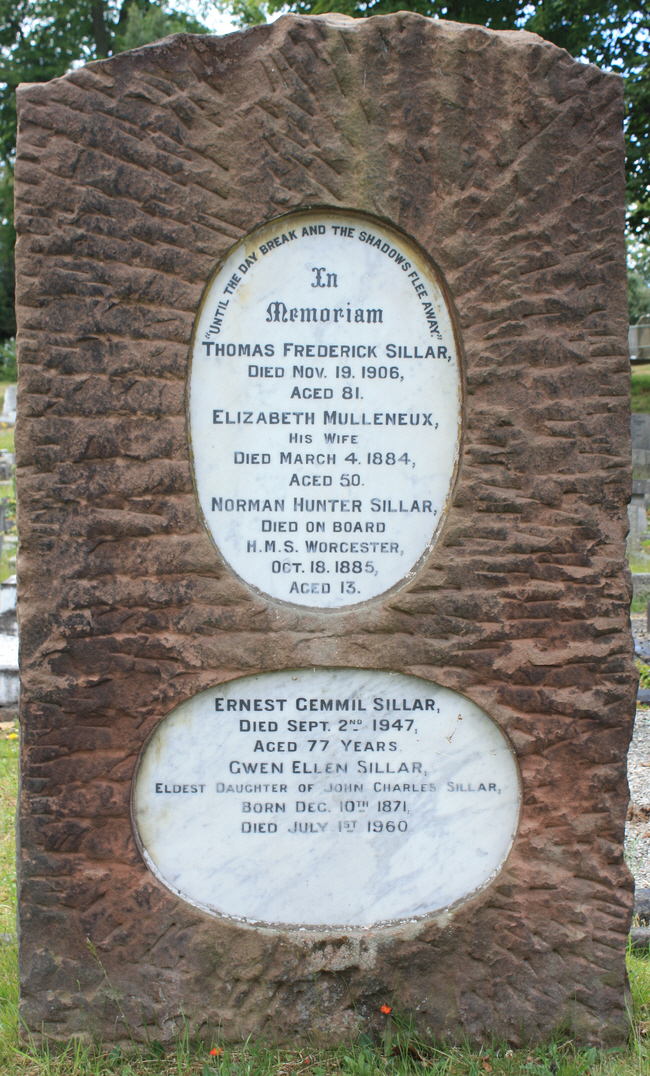 "UNTIL THE DAY BREAK AND THE SHADOWS FLEE AWAY."
In
Memoriam
THOMAS FREDERICK SILLAR,
DIED NOV. 19. 1906,
AGED 81.
ELIZABETH MULLENEUX,
HIS WIFE
DIED MARCH 4. 1884,
AGED 50.
NORMAN HUNTER SILLAR,
DIED ON BOARD
H.M.S. WORCESTER,
OCT. 18. 1885,
AGED 13.
ERNEST GEMMIL SILLAR,
DIED SEPT. 2ND 1947,
AGED 77 YEARS.
GWEN ELLEN SILLAR,
ELDEST DAUGHTER OF JOHN CHARLES SILLAR,
BORN DEC. 10TH 1871,
DIED JULY 1ST 1960